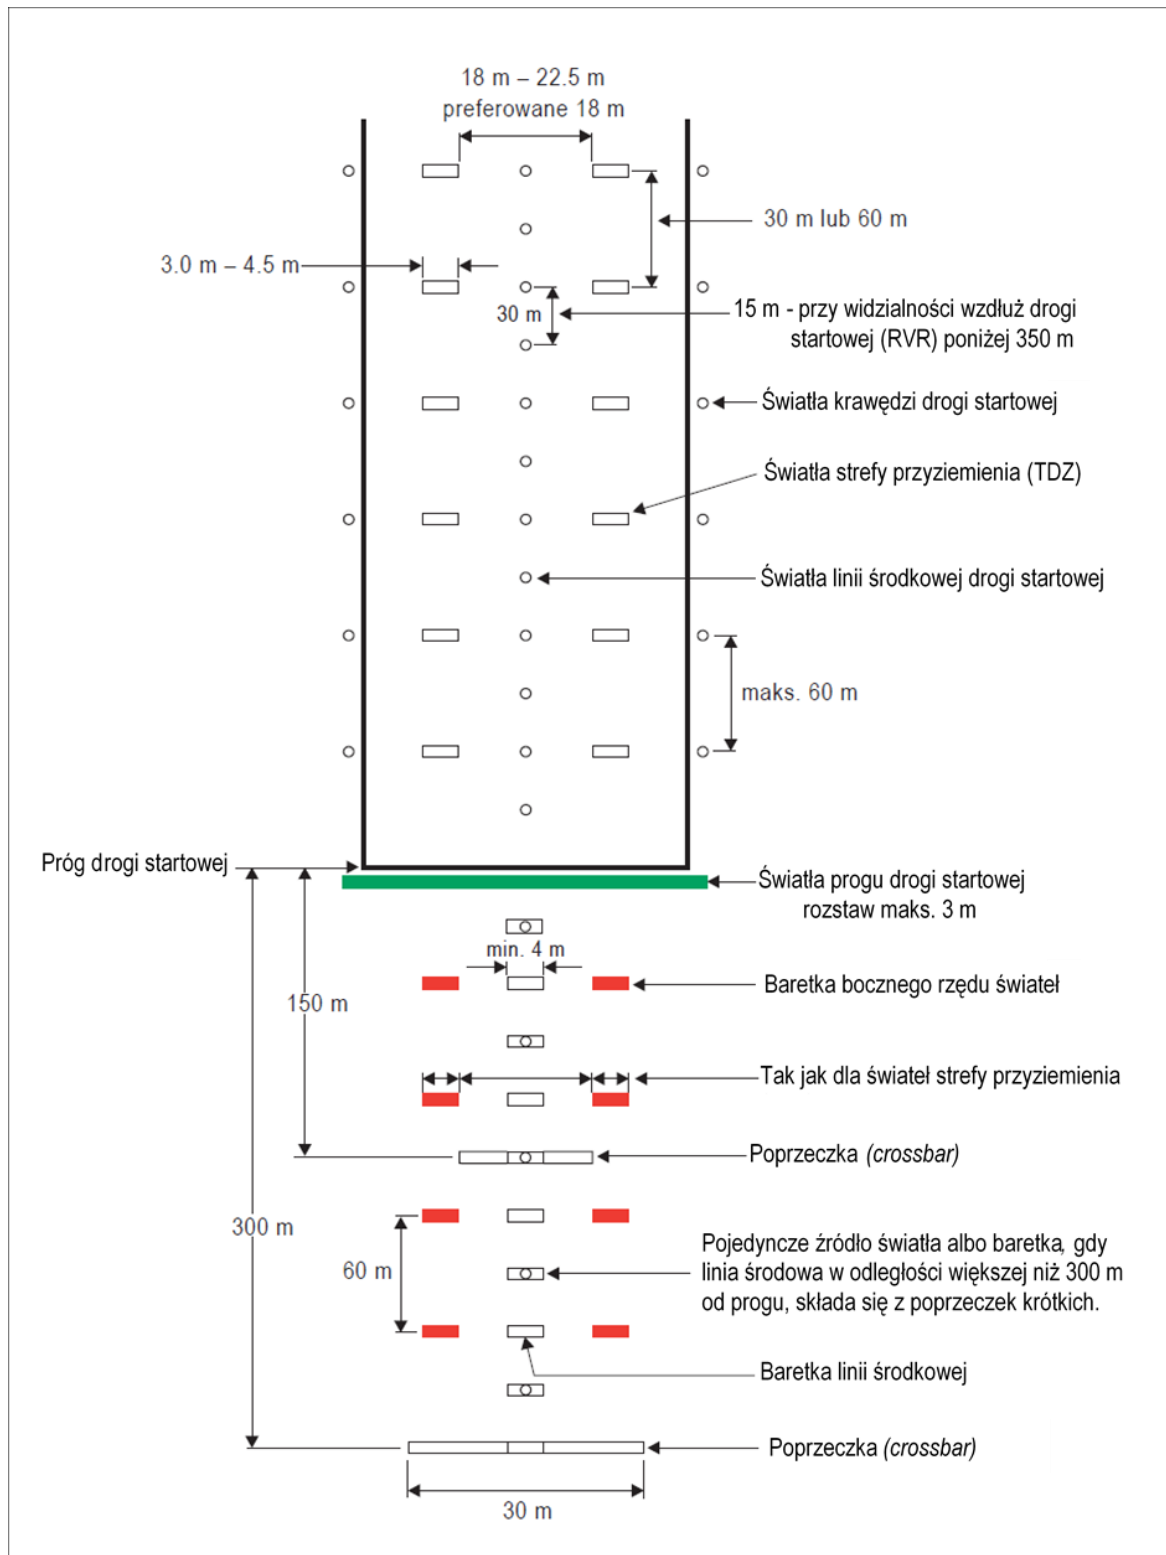 18 m – 22.5 m
preferowane 18 m
30 m lub 60 m
3.0 m – 4.5 m
30 m
15 m - przy widzialności wzdłuż drogi
startowej (RVR) poniżej 350 m
Światła krawędzi drogi startowej
Światła strefy przyziemienia (TDZ)
Światła linii środkowej drogi startowej
maks. 60 m
Próg drogi startowej
Światła progu drogi startowej
rozstaw maks. 3 m
min. 4 m
Baretka bocznego rzędu świateł
150 m
Tak jak dla świateł strefy przyziemienia
Poprzeczka (crossbar)
300 m
60 m
Pojedyncze źródło światła albo baretka, gdy
linia środowa w odległości większej niż 300 m
od progu, składa się z poprzeczek krótkich.
Baretka linii środkowej
Poprzeczka (crossbar)
30 m